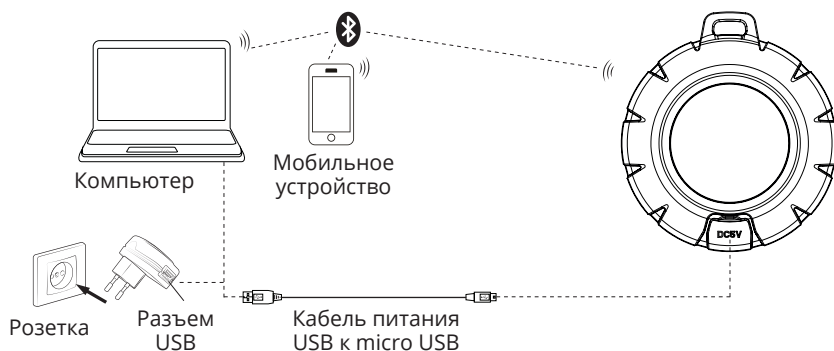 Компьютер
Мобильное
устройство
DC5V
Розетка
Разъем
USB
Кабель питания
USB к micro USB